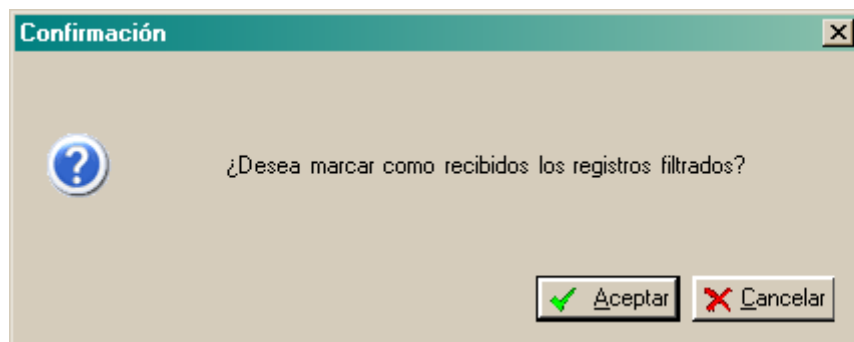 Confirmación
¿Desea marcar como recibidos los registros filtrados?
Aceptar
Cancelar